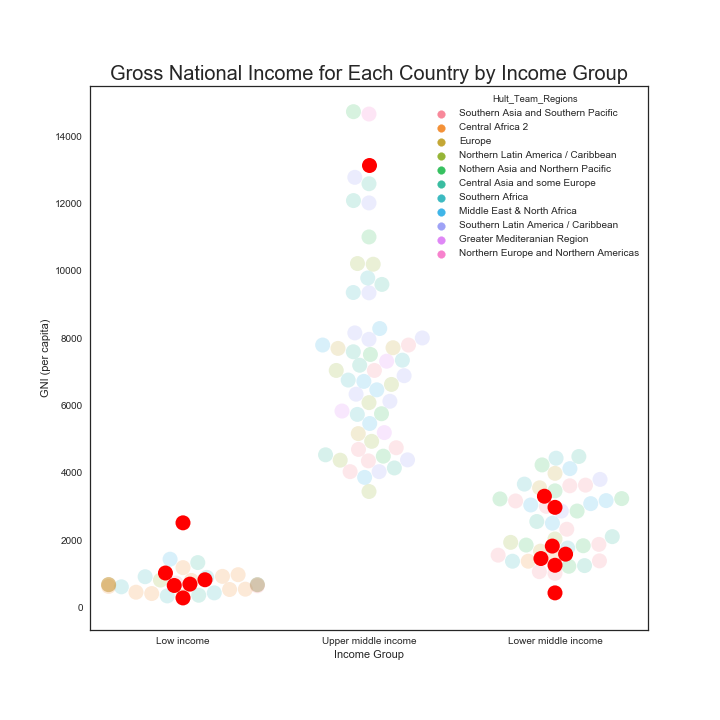 Gross National Income for Each Country by Income Group
Hult_Team_Regions
Southern Asia and Southern Pacific
Central Africa 2
Europe
Northern Latin America / Caribbean
Nothern Asia and Northern Pacific
Central Asia and some Europe
Southern Africa
Middle East & North Africa
Southern Latin America / Caribbean
Greater Mediteranian Region
Northern Europe and Northern Americas
GNI (per capita)
14000
12000
10000
8000
6000
4000
2000
0
Low income
Upper middle income
Lower middle income
Income Group